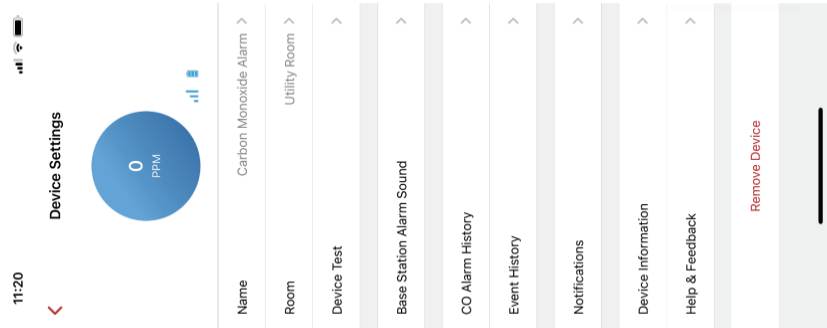 11:20
Device Settings
0
PPM
Name Carbon Monoxide Alarm
Room Utility Room
Device Test
Base Station Alarm Sound
CO Alarm History
Event History
Notifications
Device Information
Help & Feedback
Remove Device